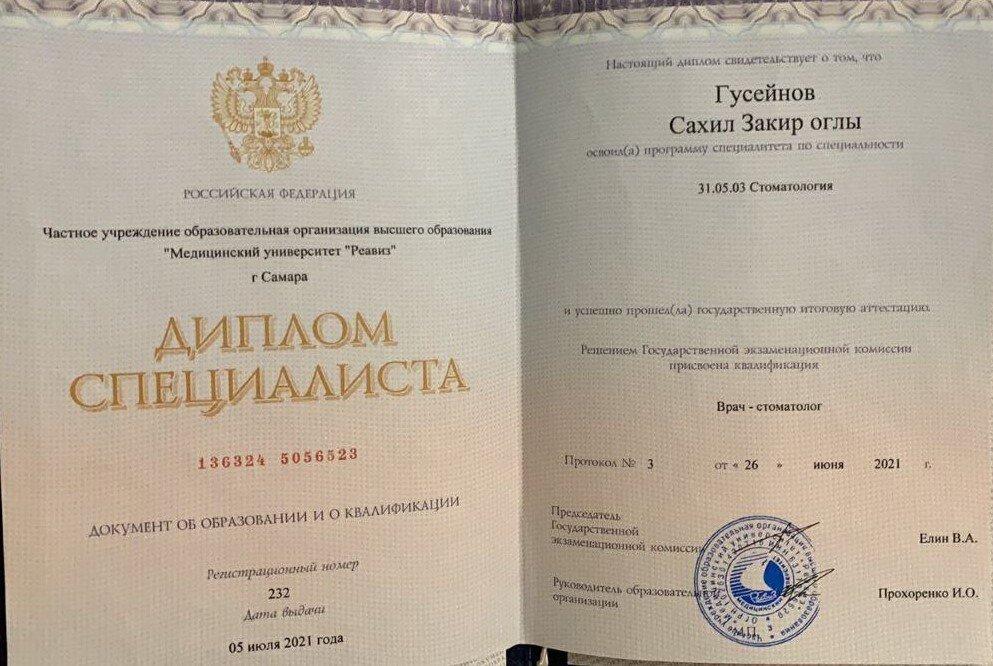 РОССИЙСКАЯ ФЕДЕРАЦИЯ
Частное учреждение образовательная организация высшего образования
"Медицинский университет "Реавиз"
г Самара
ДИПЛОМ
СПЕЦИАЛИСТА
136324 5056523
ДОКУМЕНТ ОБ ОБРАЗОВАНИИ И О КВАЛИФИКАЦИИ
Регистрационный номер
232
Дата выдачи
05 июля 2021 года
Настоящий диплом свидетельствует о том, что
Гусейнов
Сахил Закир оглы
освоил(а) программу специалитета по специальности
31.05.03 Стоматология
и успешно прошел(ла) государственную итоговую аттестацию.
Решением Государственной экзаменационной комиссии
присвоена квалификация
Врач - стоматолог
Протокол № 3 от « 26 » июня 2021 г.
Председатель
Государственной
экзаменационной комиссии
Елин В.А.
Руководитель образовательной
организации
Прохоренко И.О.
М.П.